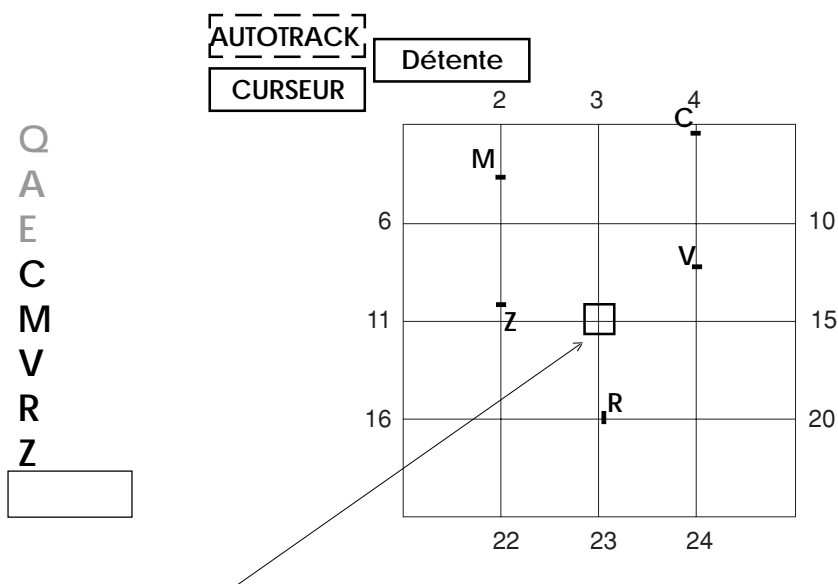 AUTOTRACK
Détente
CURSEUR
2 3 4
Q
A
E
C
M
V
R
Z
C
M
6 10
V
11 Z 15
R
16 20
22 23 24